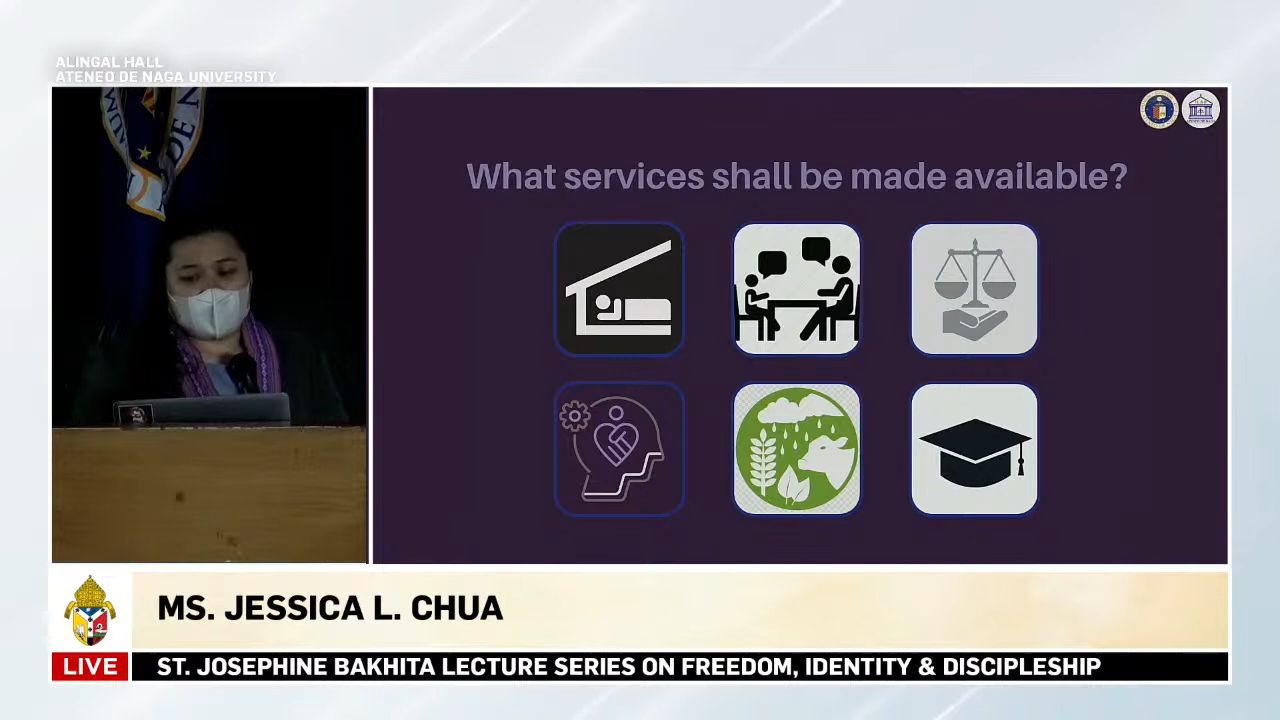 ALINGAL HALL
ATENEO DE NAGA UNIVERSITY
What services shall be made available?
MS. JESSICA L. CHUA
LIVE
ST. JOSEPHINE BAKHITA LECTURE SERIES ON FREEDOM, IDENTITY & DISCIPLESHIP